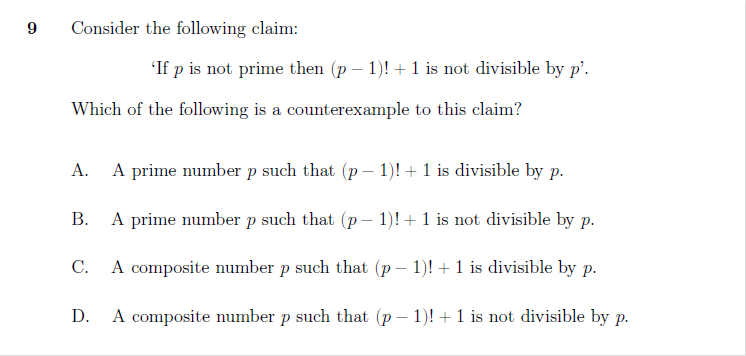 9 Consider the following claim:
‘If p is not prime then (p − 1)! + 1 is not divisible by p’.
Which of the following is a counterexample to this claim?
A. A prime number p such that (p − 1)! + 1 is divisible by p.
B. A prime number p such that (p − 1)! + 1 is not divisible by p.
C. A composite number p such that (p − 1)! + 1 is divisible by p.
D. A composite number p such that (p − 1)! + 1 is not divisible by p.